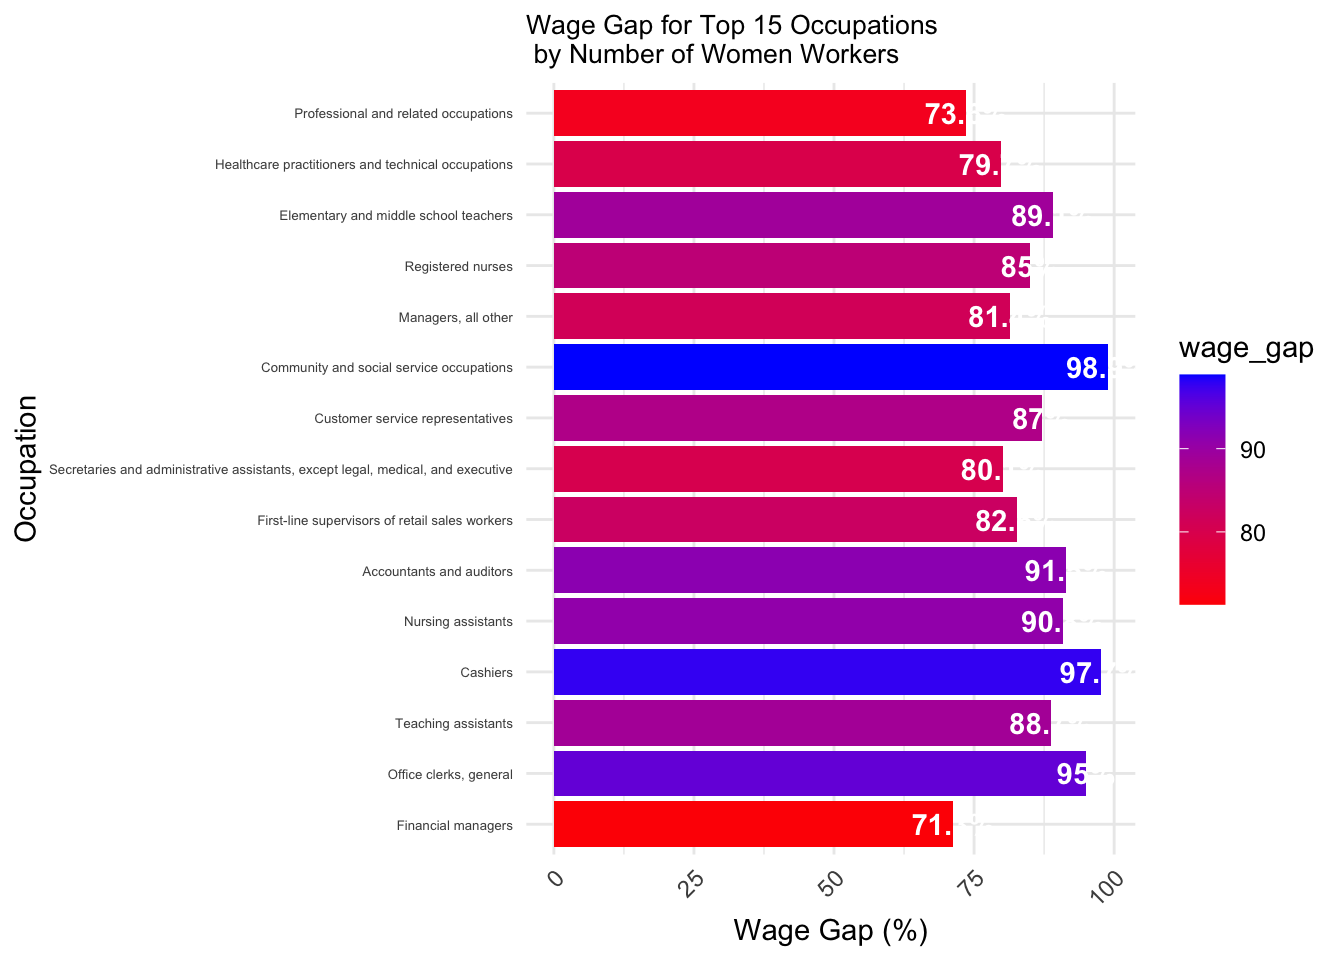 Wage Gap for Top 15 Occupations
by Number of Women Workers
Occupation
Professional and related occupations
73.
Healthcare practitioners and technical occupations
79.
Elementary and middle school teachers
89.
Registered nurses
85
Managers, all other
81.
Community and social service occupations
98.
Customer service representatives
87
Secretaries and administrative assistants, except legal, medical, and executive
80.
First-line supervisors of retail sales workers
82.
Accountants and auditors
91.
Nursing assistants
90.
Cashiers
97.
Teaching assistants
88.
Office clerks, general
95
Financial managers
71.
0 25 50 75 100
Wage Gap (%)
wage_gap
90
80